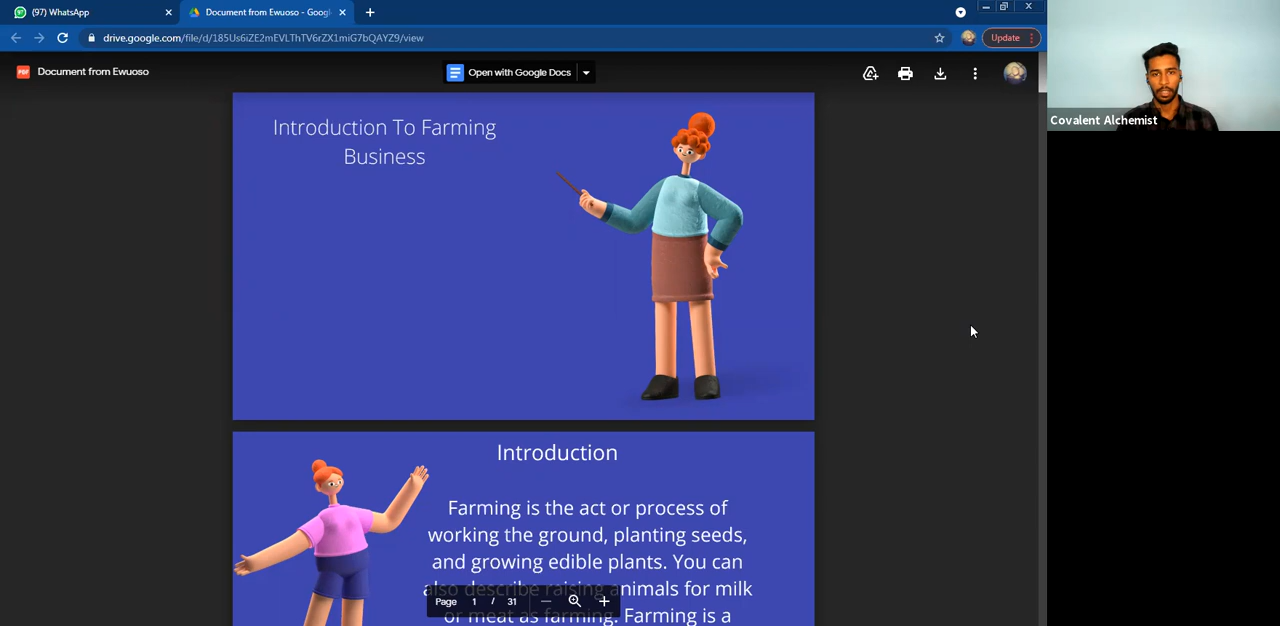 (97) WhatsApp
Document from Ewuoso - Googl
drive.google.com/file/d/185Us6iZE2mEVLThTV6rZX1miG7bQAYZ9/view
Update
PDF
Document from Ewuoso
Open with Google Docs
Covalent Alchemist
Introduction To Farming
Business
Introduction
Farming is the act or process of
working the ground, planting seeds,
and growing edible plants. You can
also describe raising animals for milk
or meat as farming. Farming is a
Page 1 / 31